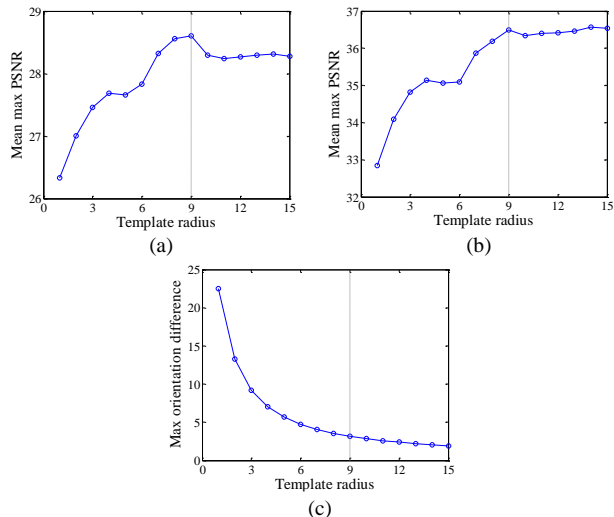 29
28
27
26
Mean max PSNR
0 3 6 9 12 15
Template radius
(a)
37
36
35
34
33
32
Mean max PSNR
0 3 6 9 12 15
Template radius
(b)
25
20
15
10
5
0
Max orientation difference
0 3 6 9 12 15
Template radius
(c)